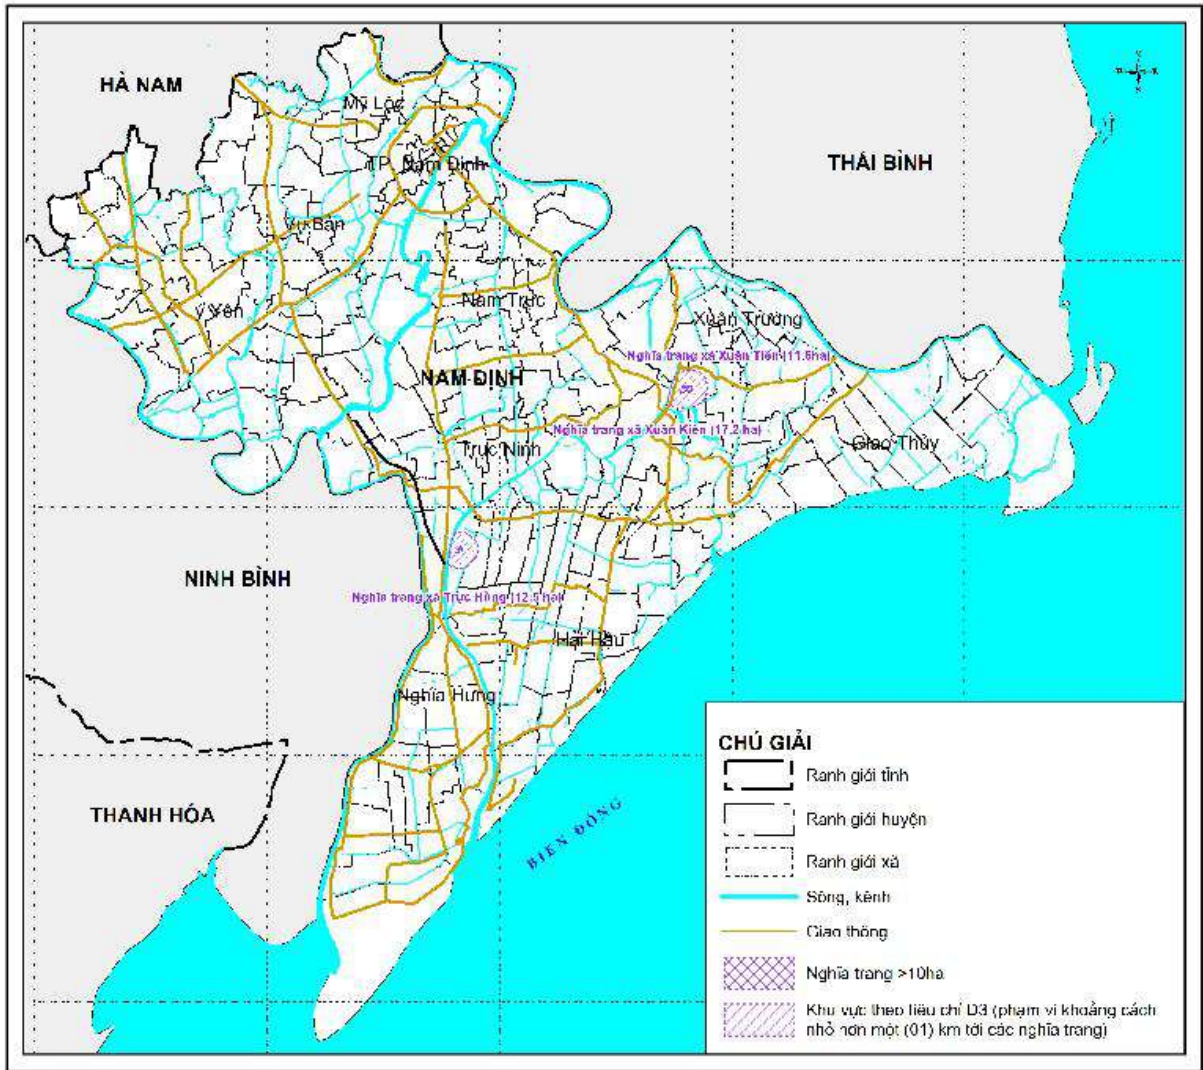 HÀ NAM
Mỹ Lộc
TP. Nam Định
THÁI BÌNH
Vụ Bản
Ý Yên
Nam Trực
Xuân Trường
Nghĩa trang xã Xuân Tiến (11.6ha)
NAM ĐỊNH
Nghĩa trang xã Xuân Kiên (17.2 ha)
Trực Ninh
Giao Thủy
NINH BÌNH
Nghĩa trang xã Trực Hồng (12.5 ha)
Hải Hậu
Nghĩa Hưng
THANH HÓA
BIỂN ĐÔNG
CHÚ GIẢI
Ranh giới tỉnh
Ranh giới huyện
Ranh giới xã
Sông, kênh
Giao thông
Nghĩa trang >10ha
Khu vực theo tiêu chí D3 (phạm vi khoảng cách
nhỏ hơn một (01) km tới các nghĩa trang)